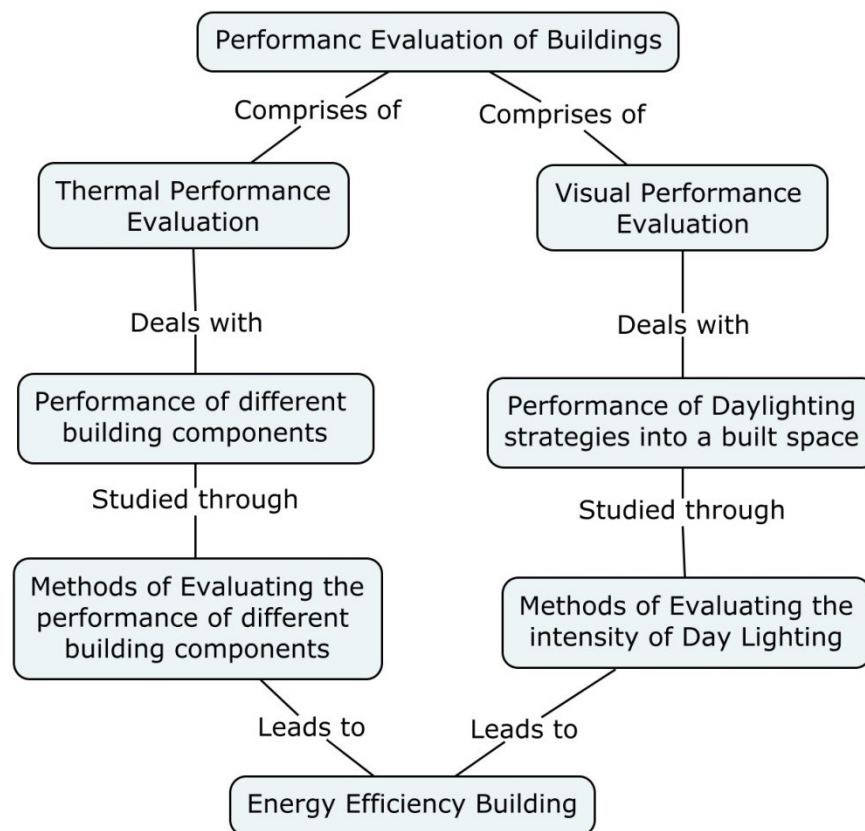 Performanc Evaluation of Buildings
Comprises of
Comprises of
Thermal Performance
Evaluation
Visual Performance
Evaluation
Deals with
Deals with
Performance of different
building components
Performance of Daylighting
strategies into a built space
Studied through
Studied through
Methods of Evaluating the
performance of different
building components
Methods of Evaluating the
intensity of Day Lighting
Leads to
Leads to
Energy Efficiency Building